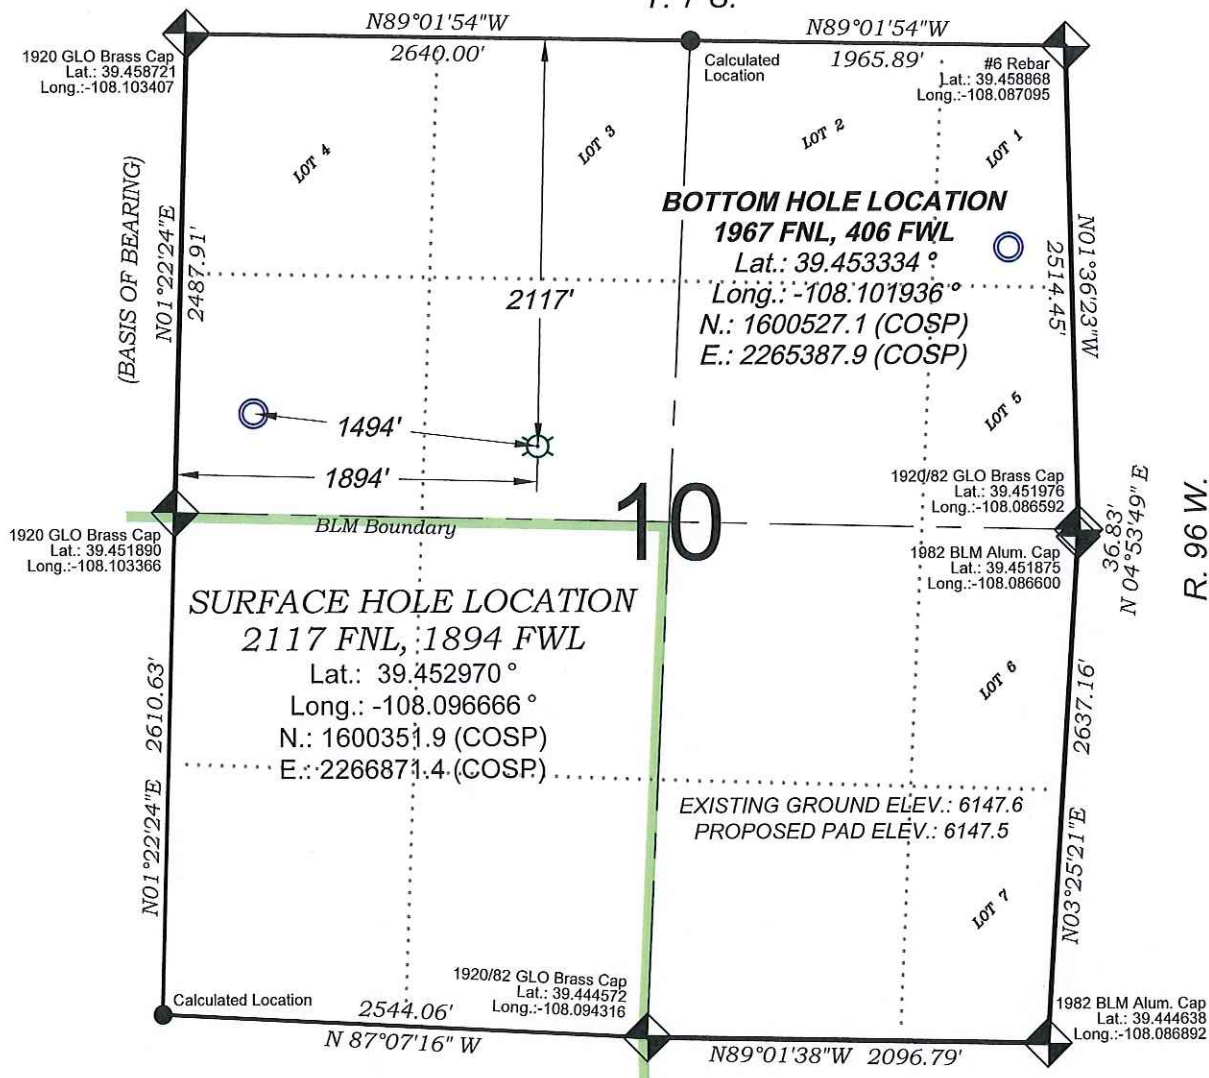 T. 7 S.
N89°01'54"W
2640.00'
N89°01'54"W
1965.89'
1920 GLO Brass Cap
Lat.: 39.458721
Long.:-108.103407
Calculated
Location
#6 Rebar
Lat.: 39.458868
Long.:-108.087095
LOT 4
LOT 3
LOT 2
LOT 1
(BASIS OF BEARING)
N01°22'24"E
2487.91'
BOTTOM HOLE LOCATION
1967 FNL, 406 FWL
Lat.: 39.453334 °
Long.: -108.101936 °
N.: 1600527.1 (COSP)
E.: 2265387.9 (COSP)
N01°36'23"W
2514.45'
2117'
LOT 5
1494'
1894'
1920/82 GLO Brass Cap
Lat.: 39.451976
Long.:-108.086592
10
BLM Boundary
1920 GLO Brass Cap
Lat.: 39.451890
Long.:-108.103366
1982 BLM Alum. Cap
Lat.: 39.451875
Long.:-108.086600
36.83'
N 04°53'49" E
R. 96 W.
SURFACE HOLE LOCATION
2117 FNL, 1894 FWL
Lat.: 39.452970 °
Long.: -108.096666 °
N.: 1600351.9 (COSP)
E.: 2266871.4 (COSP)
N01°22'24"E
2610.63'
LOT 6
2637.16'
N03°25'21"E
EXISTING GROUND ELEV.: 6147.6
PROPOSED PAD ELEV.: 6147.5
LOT 7
1920/82 GLO Brass Cap
Lat.: 39.444572
Long.:-108.094316
Calculated Location
2544.06'
N 87°07'16" W
N89°01'38"W 2096.79'
1982 BLM Alum. Cap
Lat.: 39.444638
Long.:-108.086892